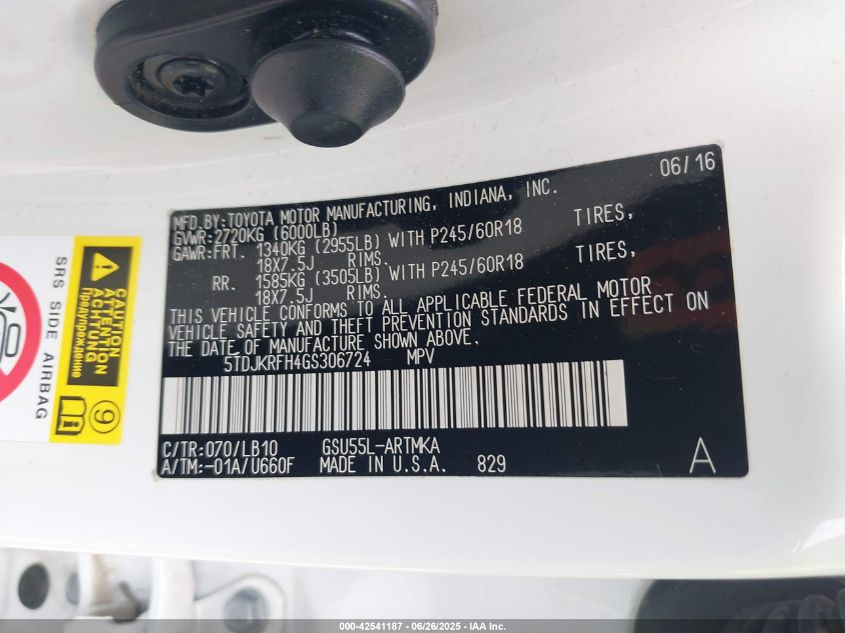 06/16
MFD.BY:TOYOTA MOTOR MANUFACTURING, INDIANA, INC.
GVWR:2720KG (6000LB)
GAWR:FRT. 1340KG (2955LB) WITH P245/60R18 TIRES,
18X7.5J RIMS.
RR. 1585KG (3505LB) WITH P245/60R18 TIRES,
18X7.5J RIMS.
THIS VEHICLE CONFORMS TO ALL APPLICABLE FEDERAL MOTOR
VEHICLE SAFETY AND THEFT PREVENTION STANDARDS IN EFFECT ON
THE DATE OF MANUFACTURE SHOWN ABOVE.
5TDJKRFH4GS306724 MPV
C/TR:070/LB10 GSU55L-ARTMKA
A/TM:-01A/U660F MADE IN U.S.A. 829 A
SRS SIDE AIRBAG
CAUTION
ATTENTION
ACHTUNG
Предупреждение
9
000-42541187 - 06/26/2025 - IAA Inc.